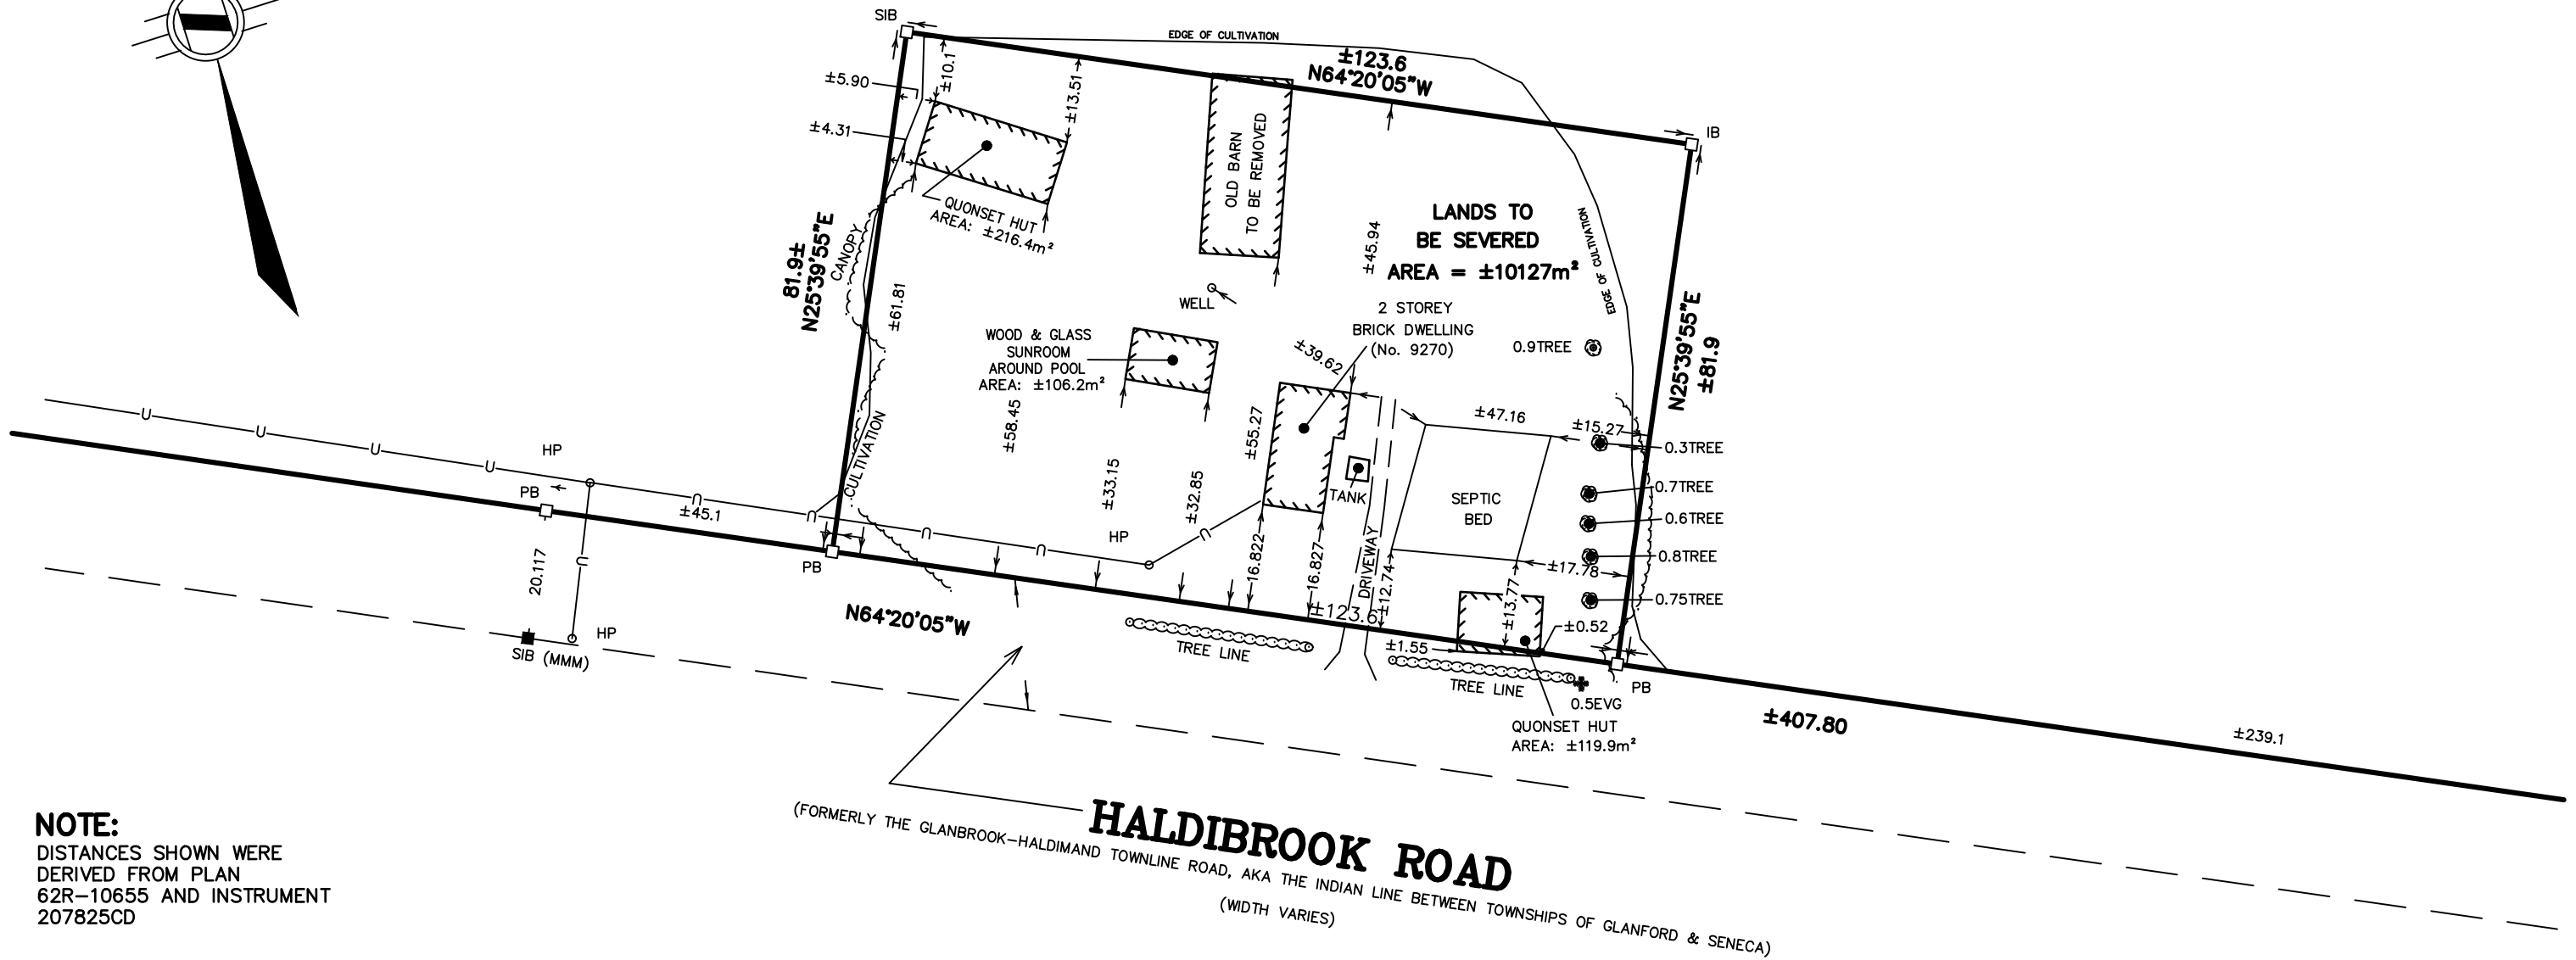 SIB
EDGE OF CULTIVATION
±123.6
N64°20'05"W
IB
±5.90
±10.1
±13.51
±4.31
OLD BARN
TO BE REMOVED
QUONSET HUT
AREA: ±216.4m²
LANDS TO
BE SEVERED
AREA = ±10127m²
EDGE OF CULTIVATION
81.9±
N25°39'55"E
CANOPY
±61.81
±45.94
WELL
2 STOREY
BRICK DWELLING
(No. 9270)
N25°39'55"E
±81.9
WOOD & GLASS
SUNROOM
AROUND POOL
AREA: ±106.2m²
±39.62
0.9TREE
±58.45
±55.27
±47.16
±15.27
0.3TREE
U
U
U
U
HP
CULTIVATION
±33.15
±32.85
TANK
SEPTIC
BED
0.7TREE
0.6TREE
PB
U
±45.1
U
U
U
HP
U
16.822
16.827
DRIVEWAY
±12.74
±13.77
±17.78
0.8TREE
0.75TREE
20.117
U
PB
N64°20'05"W
±123.6
±0.52
±1.55
HP
SIB (MMM)
TREE LINE
TREE LINE
PB
0.5EVG
QUONSET HUT
AREA: ±119.9m²
±407.80
±239.1
HALDIBROOK ROAD
(FORMERLY THE GLANBROOK-HALDIMAND TOWNLINE ROAD, AKA THE INDIAN LINE BETWEEN TOWNSHIPS OF GLANFORD & SENECA)
(WIDTH VARIES)
NOTE:
DISTANCES SHOWN WERE
DERIVED FROM PLAN
62R-10655 AND INSTRUMENT
207825CD